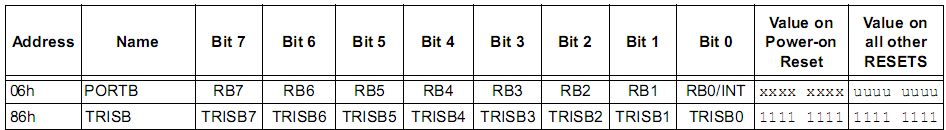 Address Name Bit 7 Bit 6 Bit 5 Bit 4 Bit 3 Bit 2 Bit 1 Bit 0 Value on Power-on Reset Value on all other RESETS
06h PORTB RB7 RB6 RB5 RB4 RB3 RB2 RB1 RB0/INT xxxx xxxx uuuu uuuu
86h TRISB TRISB7 TRISB6 TRISB5 TRISB4 TRISB3 TRISB2 TRISB1 TRISB0 1111 1111 1111 1111